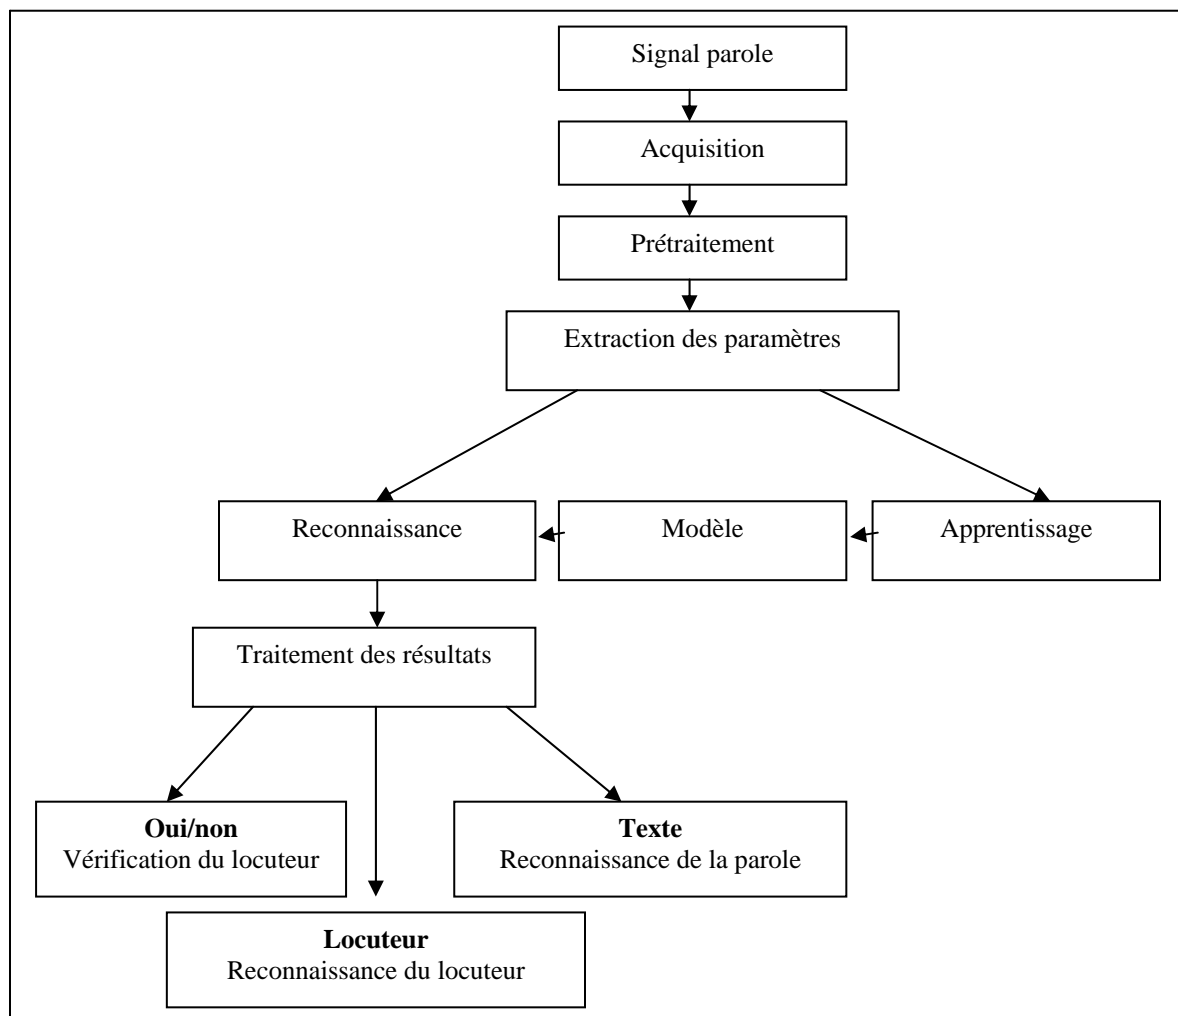 Signal parole
Acquisition
Prétraitement
Extraction des paramètres
Reconnaissance
Modèle
Apprentissage
Traitement des résultats
Oui/non
Vérification du locuteur
Texte
Reconnaissance de la parole
Locuteur
Reconnaissance du locuteur